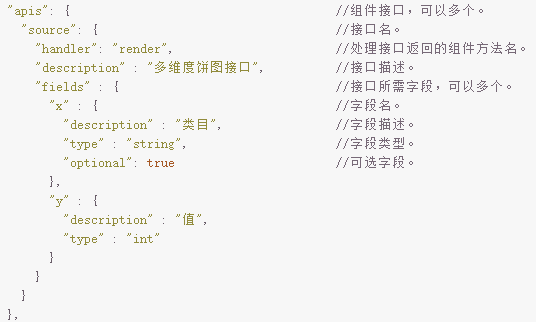 "apis": {                                    //组件接口，可以多个。
  "source": {                                //接口名。
    "handler": "render",                     //处理接口返回的组件方法名。
    "description" : "多维度饼图接口",          //接口描述。
    "fields" : {                             //接口所需字段，可以多个。
      "x" : {                                //字段名。
        "description" : "类目",               //字段描述。
        "type" : "string",                   //字段类型。
        "optional": true                     //可选字段。
      },
      "y" : {
        "description" : "值",
        "type" : "int"
      }
    }
  }
},